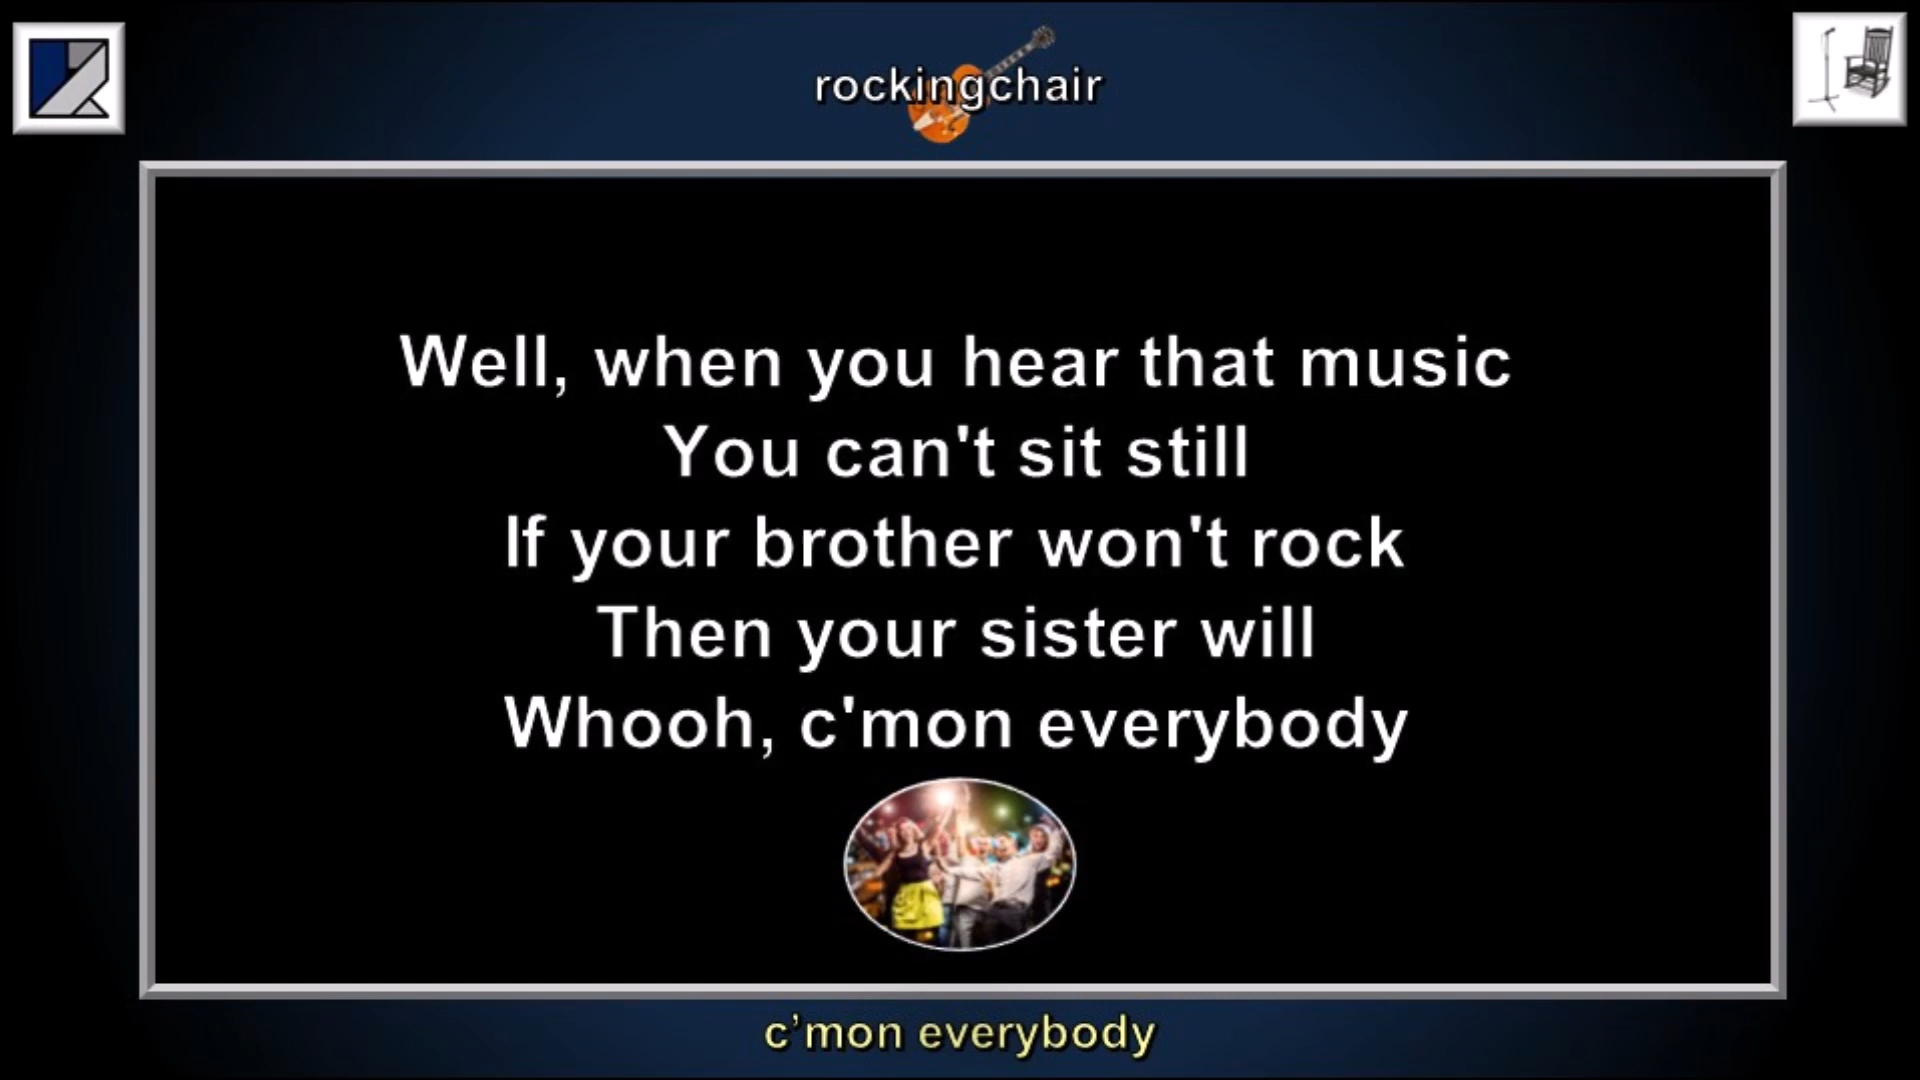 rockingchair
Well, when you hear that music
You can't sit still
If your brother won't rock
Then your sister will
Whooh, c'mon everybody
c’mon everybody